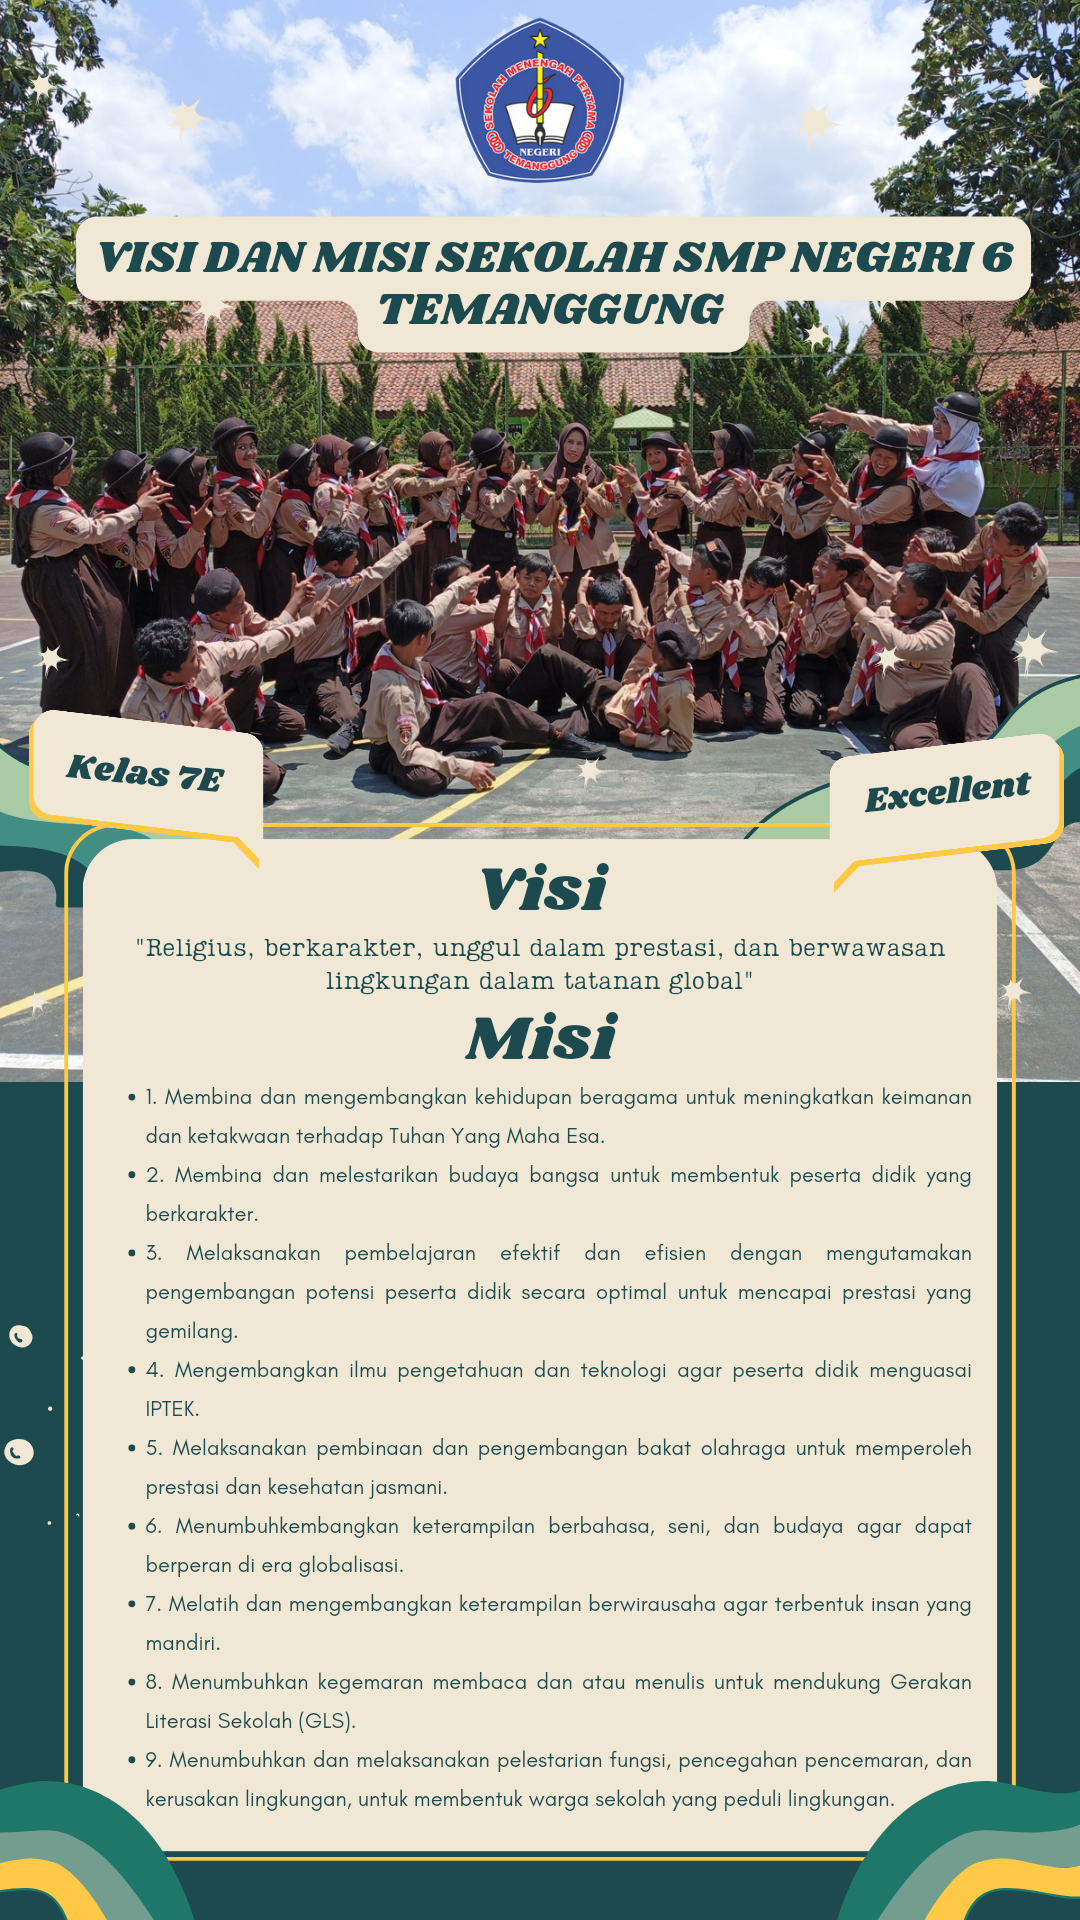 SEKOLAH MENENGAH PERTAMA
6
NEGERI
TEMANGGUNG
VISI DAN MISI SEKOLAH SMP NEGERI 6
TEMANGGUNG
Kelas 7E
Excellent
Visi
"Religius, berkarakter, unggul dalam prestasi, dan berwawasan
lingkungan dalam tatanan global"
Misi
• 1. Membina dan mengembangkan kehidupan beragama untuk meningkatkan keimanan
dan ketakwaan terhadap Tuhan Yang Maha Esa.
• 2. Membina dan melestarikan budaya bangsa untuk membentuk peserta didik yang
berkarakter.
• 3. Melaksanakan pembelajaran efektif dan efisien dengan mengutamakan
pengembangan potensi peserta didik secara optimal untuk mencapai prestasi yang
gemilang.
• 4. Mengembangkan ilmu pengetahuan dan teknologi agar peserta didik menguasai
IPTEK.
• 5. Melaksanakan pembinaan dan pengembangan bakat olahraga untuk memperoleh
prestasi dan kesehatan jasmani.
• 6. Menumbuhkembangkan keterampilan berbahasa, seni, dan budaya agar dapat
berperan di era globalisasi.
• 7. Melatih dan mengembangkan keterampilan berwirausaha agar terbentuk insan yang
mandiri.
• 8. Menumbuhkan kegemaran membaca dan atau menulis untuk mendukung Gerakan
Literasi Sekolah (GLS).
• 9. Menumbuhkan dan melaksanakan pelestarian fungsi, pencegahan pencemaran, dan
kerusakan lingkungan, untuk membentuk warga sekolah yang peduli lingkungan.